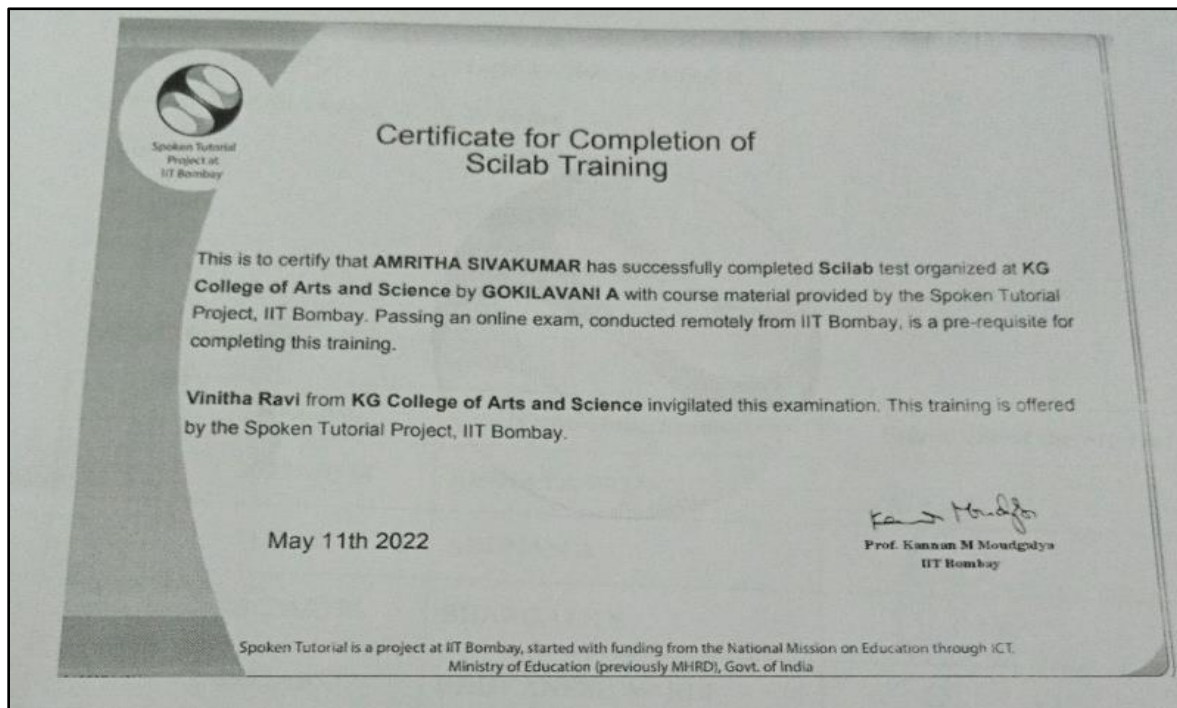 Spoken Tutorial
Project at
IIT Bombay
Certificate for Completion of
Scilab Training
This is to certify that AMRITHA SIVAKUMAR has successfully completed Scilab test organized at KG
College of Arts and Science by GOKILAVANI A with course material provided by the Spoken Tutorial
Project, IIT Bombay. Passing an online exam, conducted remotely from IIT Bombay, is a pre-requisite for
completing this training.
Vinitha Ravi from KG College of Arts and Science invigilated this examination. This training is offered
by the Spoken Tutorial Project, IIT Bombay.
May 11th 2022
Prof. Kannan M Moudgalya
IIT Bombay
Spoken Tutorial is a project at IIT Bombay, started with funding from the National Mission on Education through ICT,
Ministry of Education (previously MHRD), Govt. of India